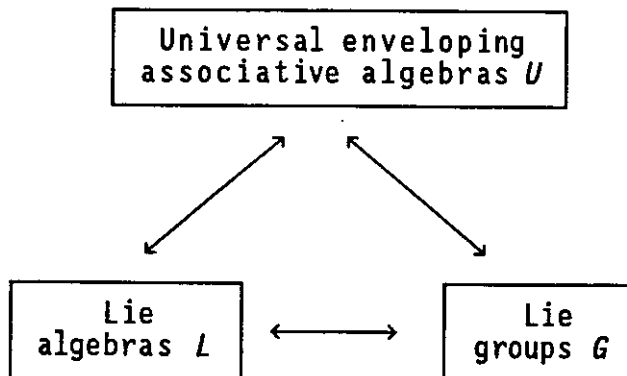 Universal enveloping
associative algebras U
Lie
algebras L
Lie
groups G